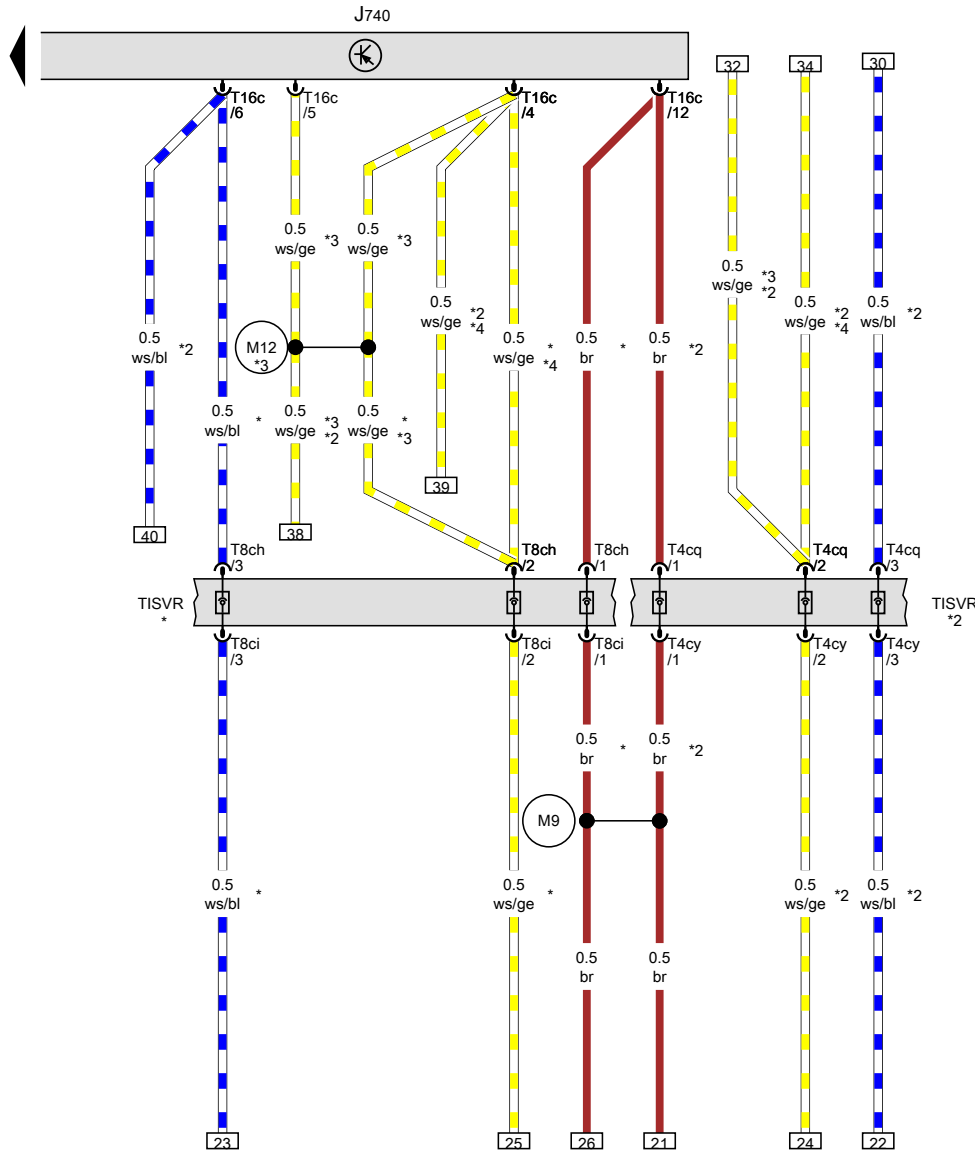 J740
32 34 30
T16c
/6
T16c
/5
T16c
/4
T16c
/12
0.5
ws/ge
*3
0.5
ws/ge
*3
0.5
ws/ge
*3
*2
0.5
ws/ge
*2
*4
0.5
ws/ge
*2
*4
0.5
ws/bl
*2
0.5
ws/bl
*2
M12
*3
0.5
ws/ge
*
*4
0.5
br
*
0.5
br
*2
0.5
ws/bl
*
0.5
ws/ge
*3
*2
0.5
ws/ge
*
*3
39
40
38
T8ch
/3
T8ch
/2
T8ch
/1
T4cq
/1
T4cq
/2
T4cq
/3
TISVR
*
TISVR
*2
T8ci
/3
T8ci
/2
T8ci
/1
T4cy
/1
T4cy
/2
T4cy
/3
0.5
br
*
0.5
br
*2
M9
0.5
ws/bl
*
0.5
ws/ge
*
0.5
ws/ge
*2
0.5
ws/bl
*2
0.5
br
0.5
br
23 25 26 21 24 22